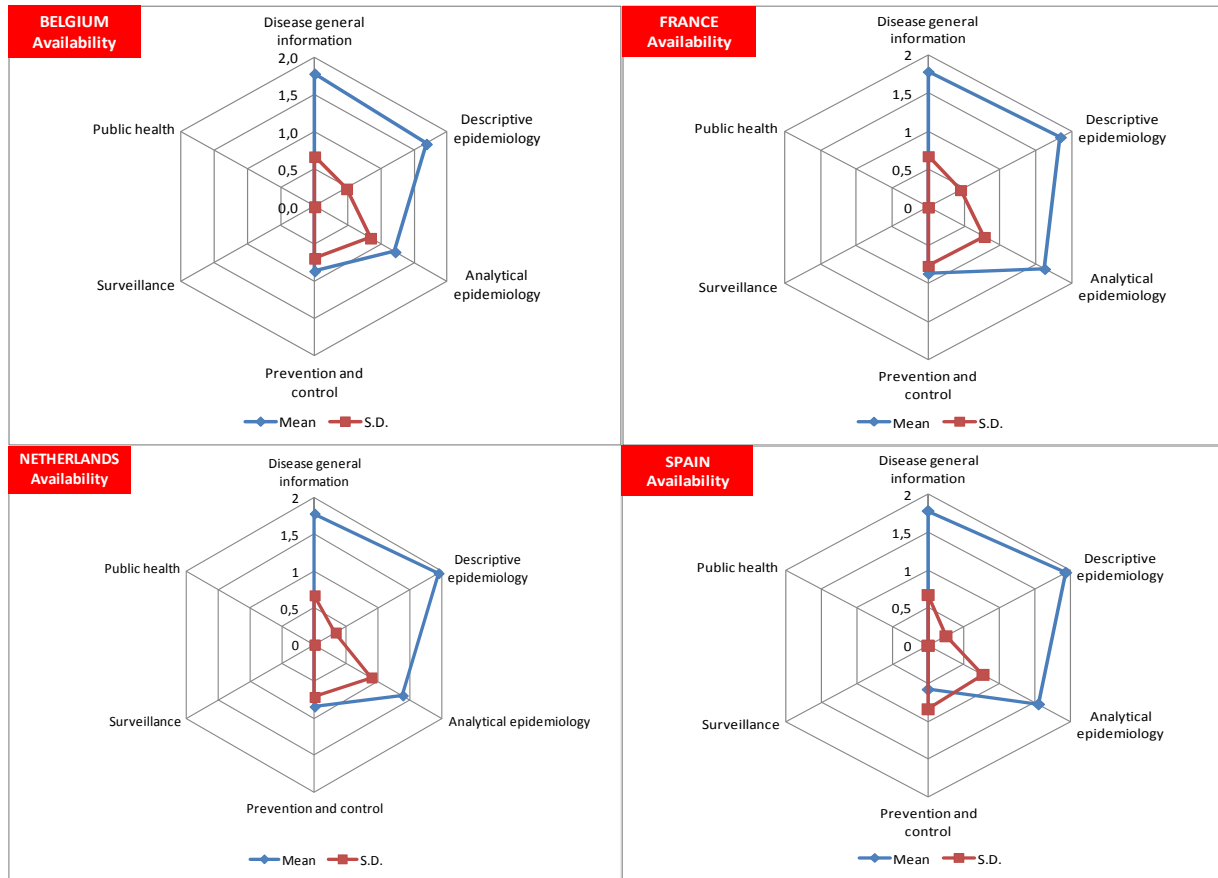 BELGIUM
Availability
Disease general
information
2,0
1,5
1,0
0,5
0,0
Public health
Descriptive
epidemiology
Surveillance
Analytical
epidemiology
Prevention and
control
Mean
S.D.
FRANCE
Availability
Disease general
information
2
1,5
1
0,5
0
Public health
Descriptive
epidemiology
Surveillance
Analytical
epidemiology
Prevention and
control
Mean
S.D.
NETHERLANDS
Availability
Disease general
information
2
1,5
1
0,5
0
Public health
Descriptive
epidemiology
Surveillance
Analytical epidemiology
Prevention and control
Mean
S.D.
SPAIN
Availability
Disease general
information
2
1,5
1
0,5
0
Public health
Descriptive
epidemiology
Surveillance
Analytical
epidemiology
Prevention and
control
Mean
S.D.